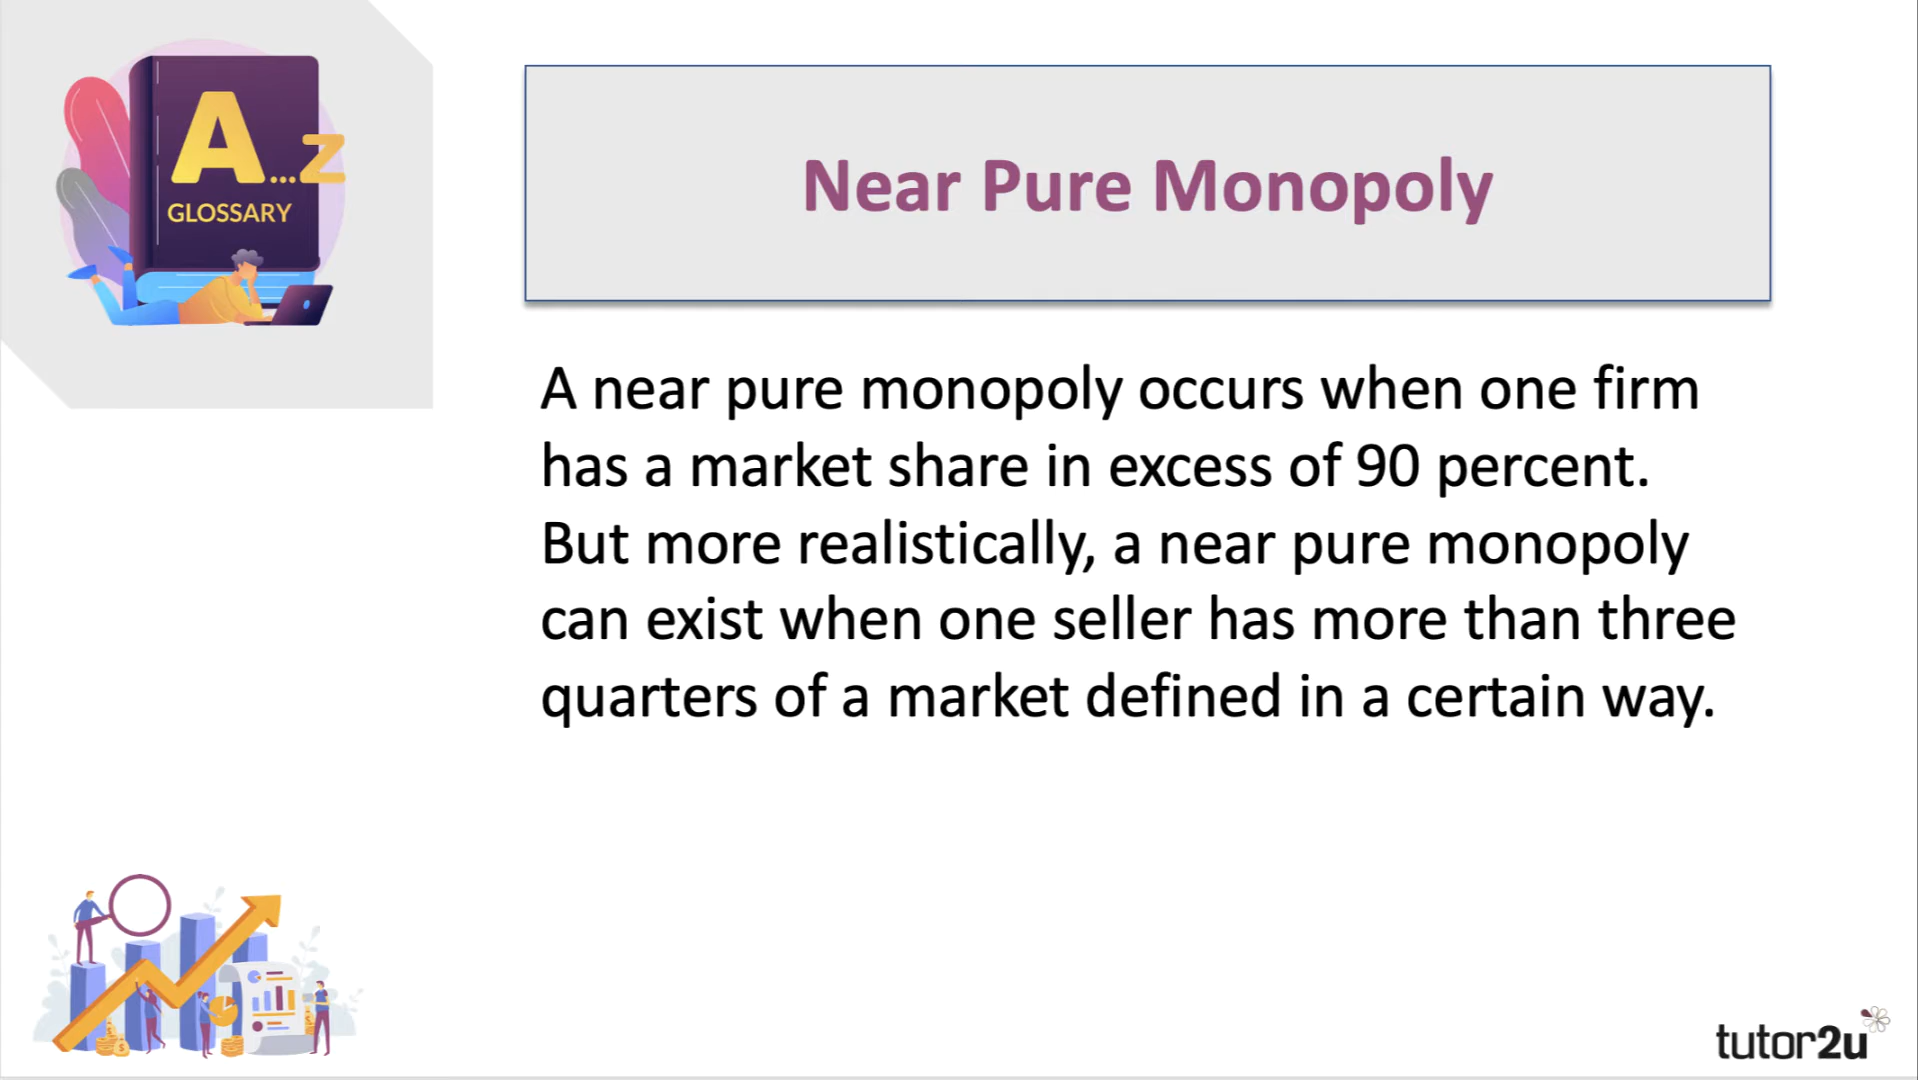 A...Z
GLOSSARY
Near Pure Monopoly
A near pure monopoly occurs when one firm
has a market share in excess of 90 percent.
But more realistically, a near pure monopoly
can exist when one seller has more than three
quarters of a market defined in a certain way.
tutor2u